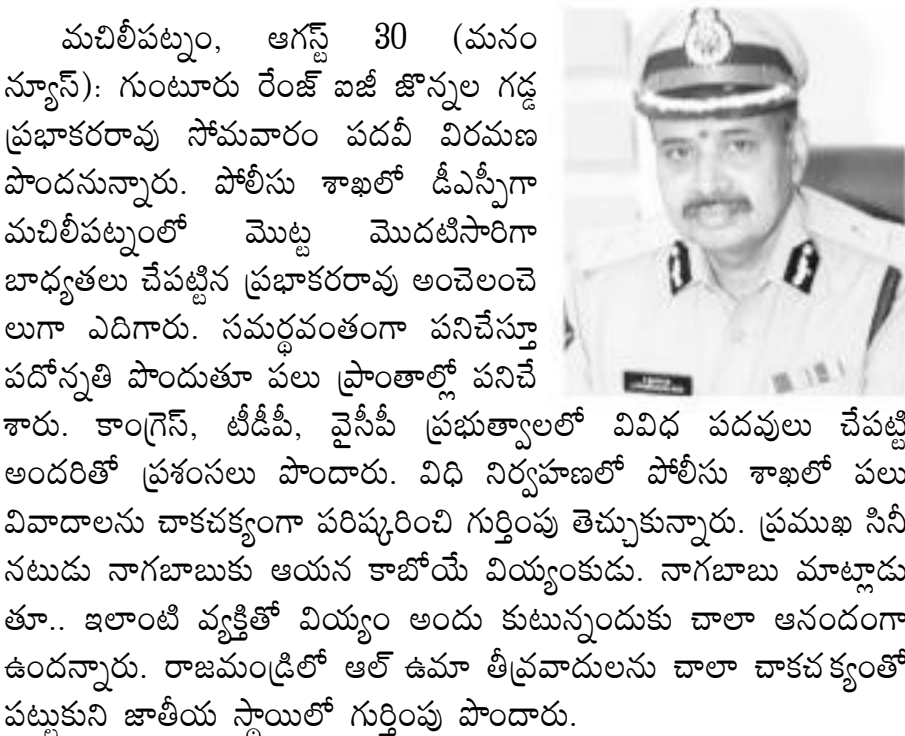 మచిలీపట్నం, ఆగస్ట్ 30 (మనం
న్యూస్): గుంటూరు రేంజ్ ఐజీ జొన్నల గడ్డ
ప్రభాకరరావు సోమవారం పదవీ విరమణ
పొందనున్నారు. పోలీసు శాఖలో డీఎస్పీగా
మచిలీపట్నంలో మొట్ట మొదటిసారిగా
బాధ్యతలు చేపట్టిన ప్రభాకరరావు అంచెలంచె
లుగా ఎదిగారు. సమర్థవంతంగా పనిచేస్తూ
పదోన్నతి పొందుతూ పలు ప్రాంతాల్లో పనిచే
శారు. కాంగ్రెస్, టీడీపీ, వైసీపీ ప్రభుత్వాలలో వివిధ పదవులు చేపట్టి
అందరితో ప్రశంసలు పొందారు. విధి నిర్వహణలో పోలీసు శాఖలో పలు
వివాదాలను చాకచక్యంగా పరిష్కరించి గుర్తింపు తెచ్చుకున్నారు. ప్రముఖ సినీ
నటుడు నాగబాబుకు ఆయన కాబోయే వియ్యంకుడు. నాగబాబు మాట్లాడు
తూ.. ఇలాంటి వ్యక్తితో వియ్యం అందు కుటున్నందుకు చాలా ఆనందంగా
ఉందన్నారు. రాజమండ్రిలో ఆల్ ఉమా తీవ్రవాదులను చాలా చాకచక్యంతో
పట్టుకుని జాతీయ స్థాయిలో గుర్తింపు పొందారు.